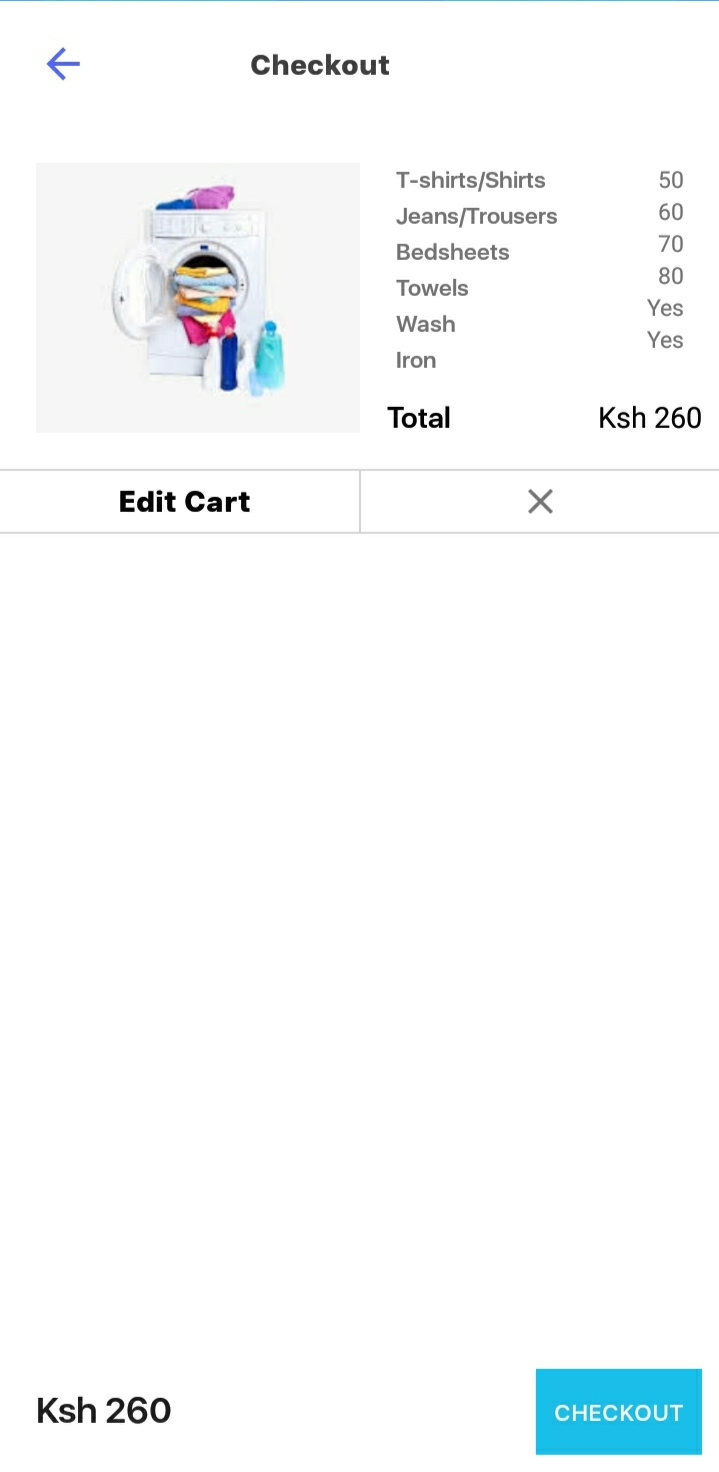 Checkout
T-shirts/Shirts 50
Jeans/Trousers 60
Bedsheets 70
Towels 80
Wash Yes
Iron Yes
Total Ksh 260
Edit Cart
Ksh 260 CHECKOUT